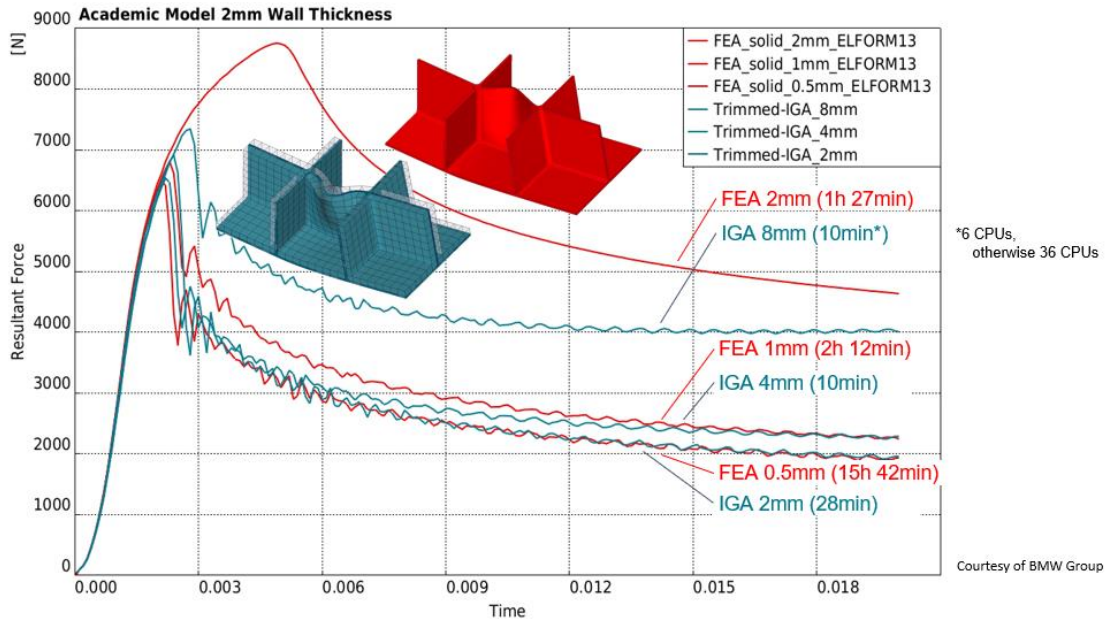 Academic Model 2mm Wall Thickness
9000
[N]
8000
7000
6000
5000
4000
3000
2000
1000
0
Resultant Force
FEA_solid_2mm_ELFORM13
FEA_solid_1mm_ELFORM13
FEA_solid_0.5mm_ELFORM13
Trimmed-IGA_8mm
Trimmed-IGA_4mm
Trimmed-IGA_2mm
FEA 2mm (1h 27min)
IGA 8mm (10min*)
*6 CPUs,
otherwise 36 CPUs
FEA 1mm (2h 12min)
IGA 4mm (10min)
FEA 0.5mm (15h 42min)
IGA 2mm (28min)
0.000 0.003 0.006 0.009 0.012 0.015 0.018
Time
Courtesy of BMW Group